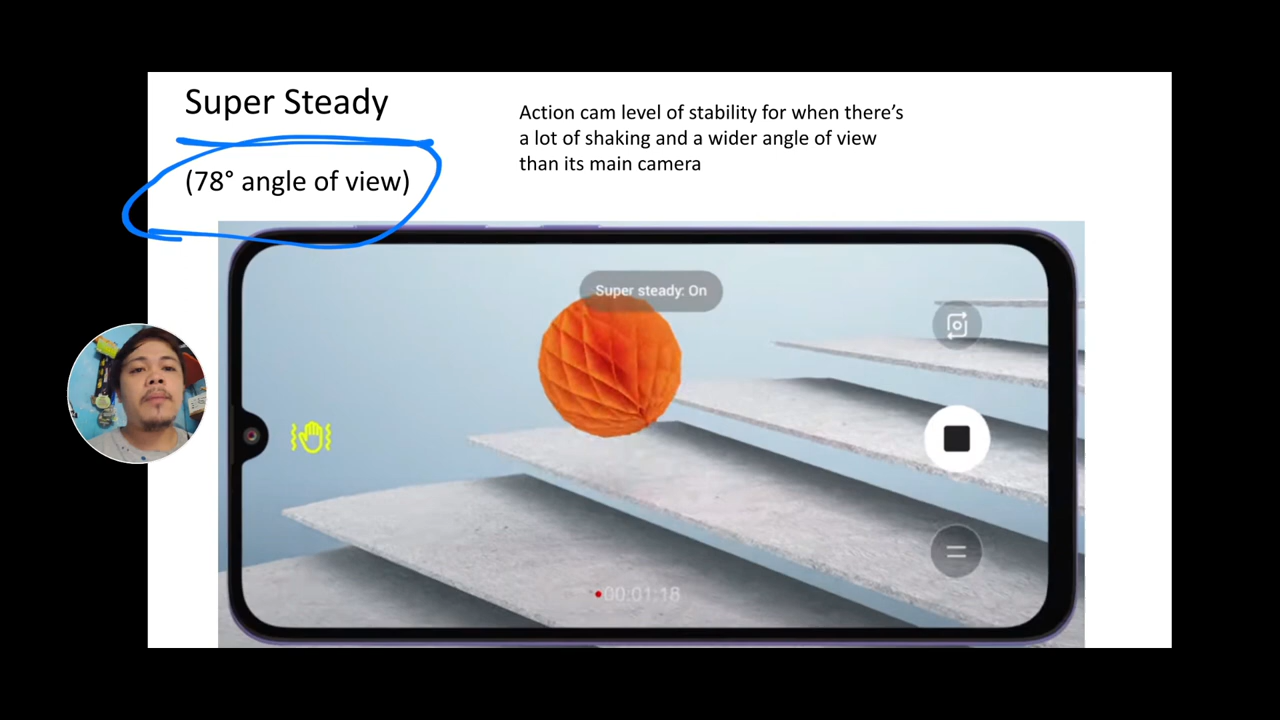 Super Steady
(78° angle of view)
Action cam level of stability for when there’s
a lot of shaking and a wider angle of view
than its main camera
Super steady: On
00:01:18